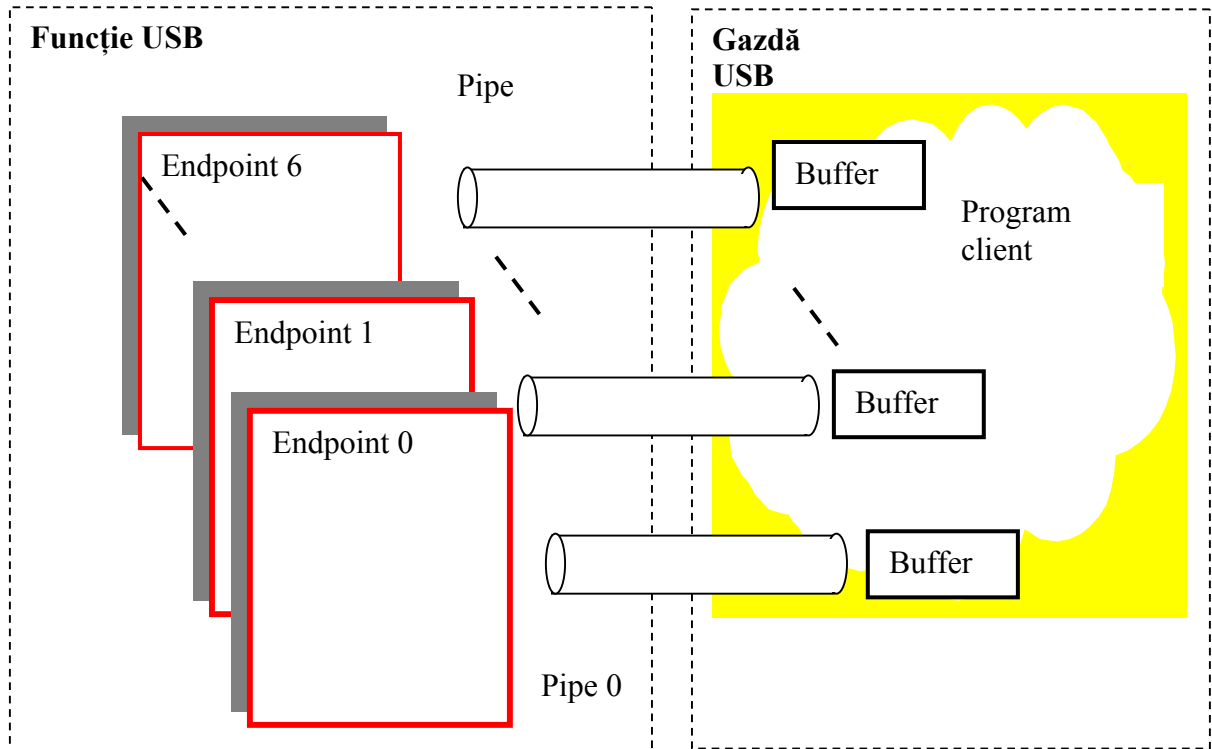 Funcție USB
Gazdă
USB
Pipe
Endpoint 6
Buffer
Program
client
Endpoint 1
Buffer
Endpoint 0
Buffer
Pipe 0